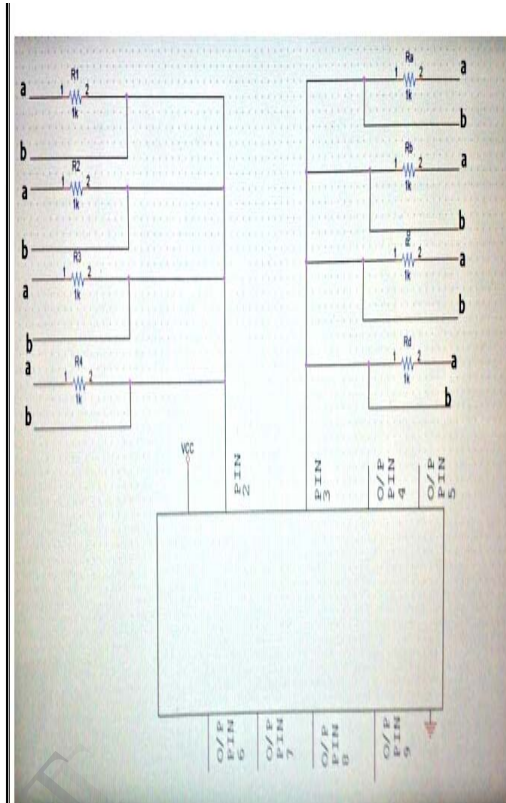 R1
a 1 2
1k
b
R2
a 1 2
1k
b
R3
a 1 2
1k
b
R4
a 1 2
1k
b
Ra
1 2 a
1k
b
Rb
1 2 a
1k
b
Rc
1 2 a
1k
b
Rd
1 2 a
1k
b
VCC
PIN 2
PIN 3
O/P PIN 4
O/P PIN 5
O/P PIN 6
O/P PIN 7
O/P PIN 8
O/P PIN 9
T